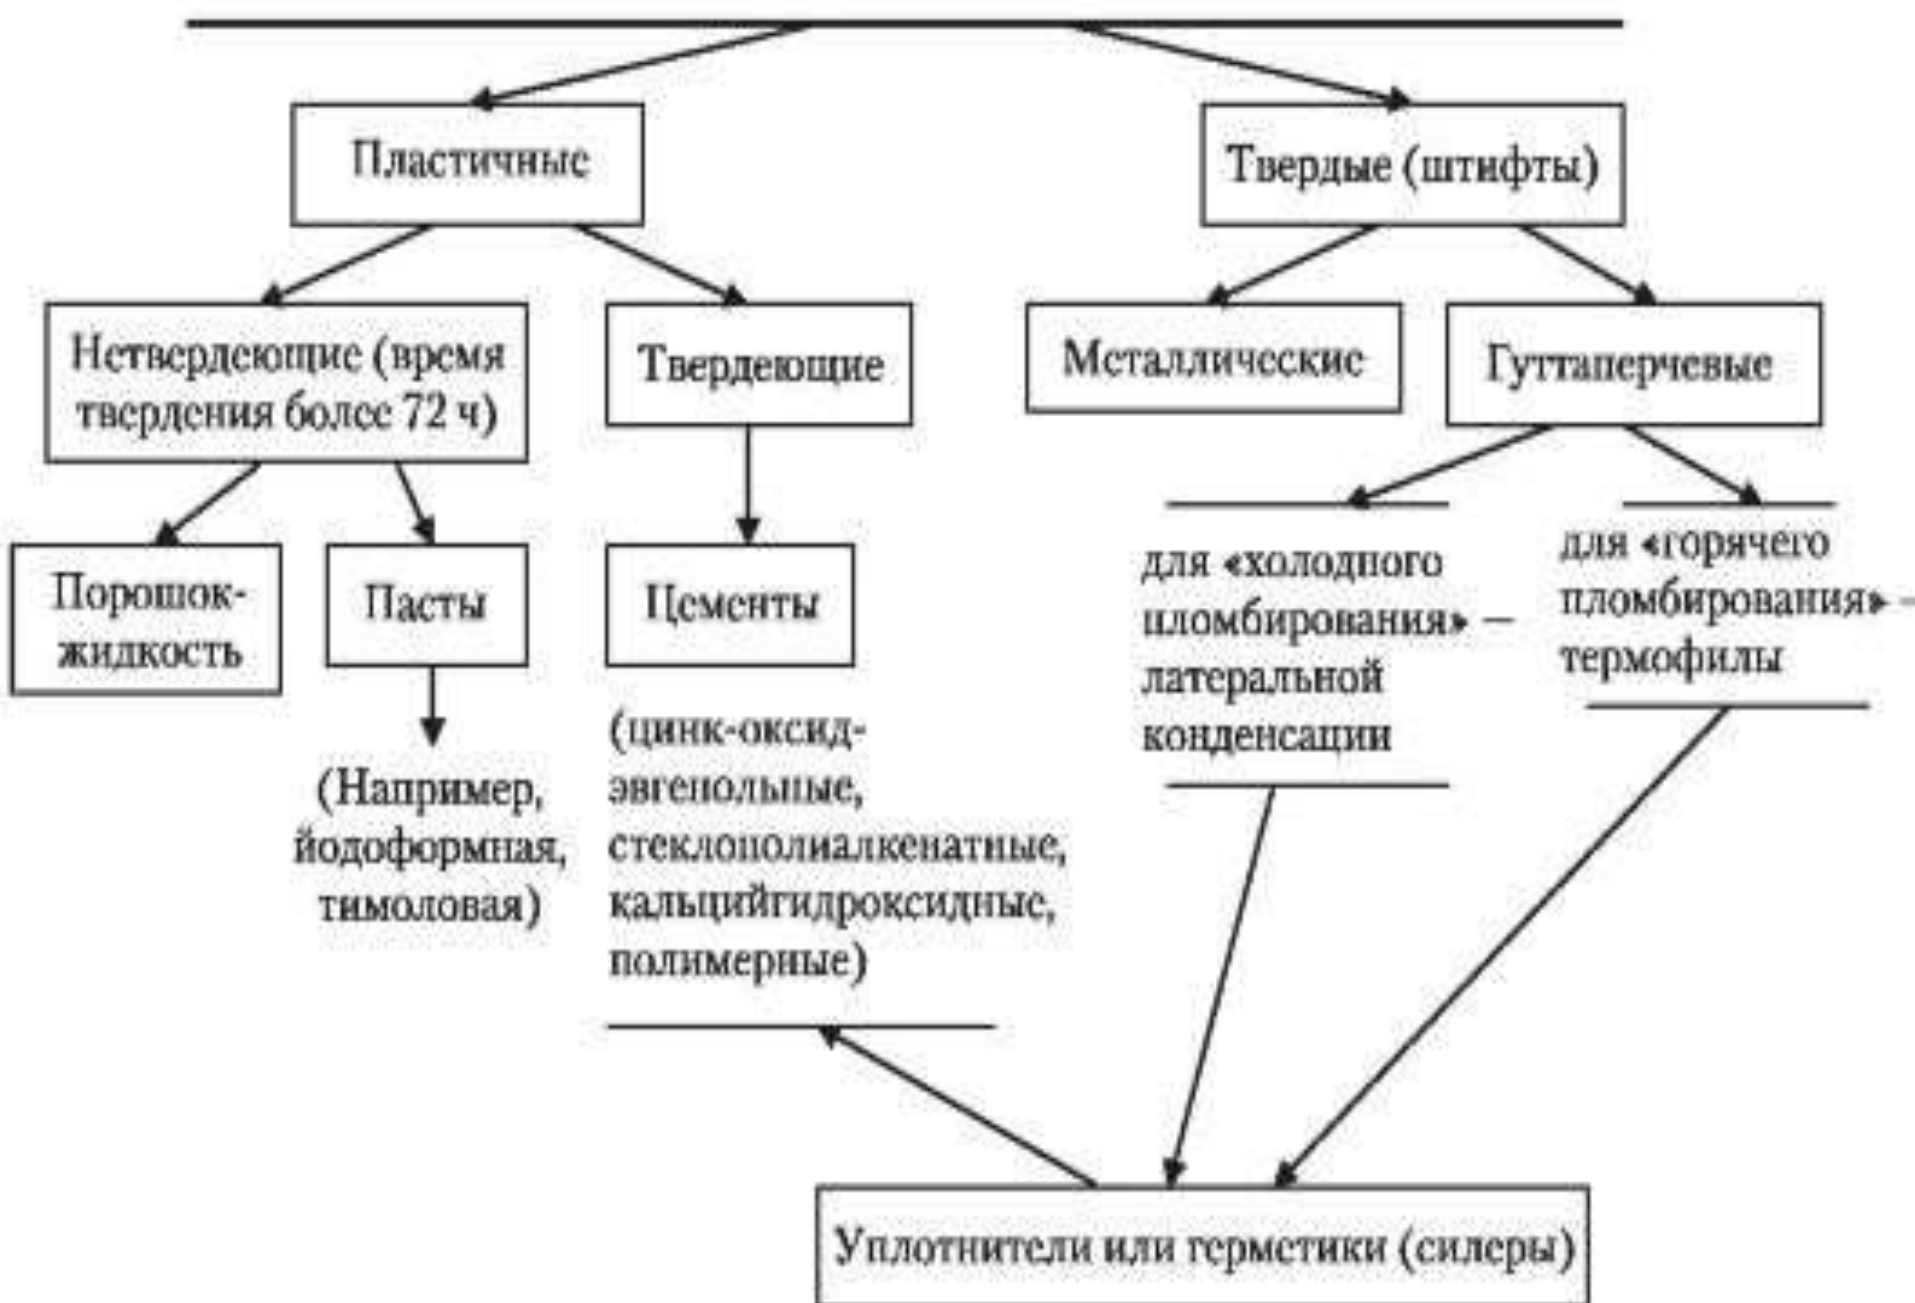 Пластичные
Твердые (штифты)
Нетвердеющие (время
твердения более 72 ч)
Твердеющие
Металлические
Гуттаперчевые
Порошок-
жидкость
Пасты
Цементы
для «холодного
пломбирования» –
латеральной
конденсации
для «горячего
пломбирования» –
термофилы
(Например,
йодоформная,
тимоловая)
(цинк-оксид-
эвгенольные,
стеклополиалкенатные,
кальцийгидроксидные,
полимерные)
Уплотнители или герметики (силеры)